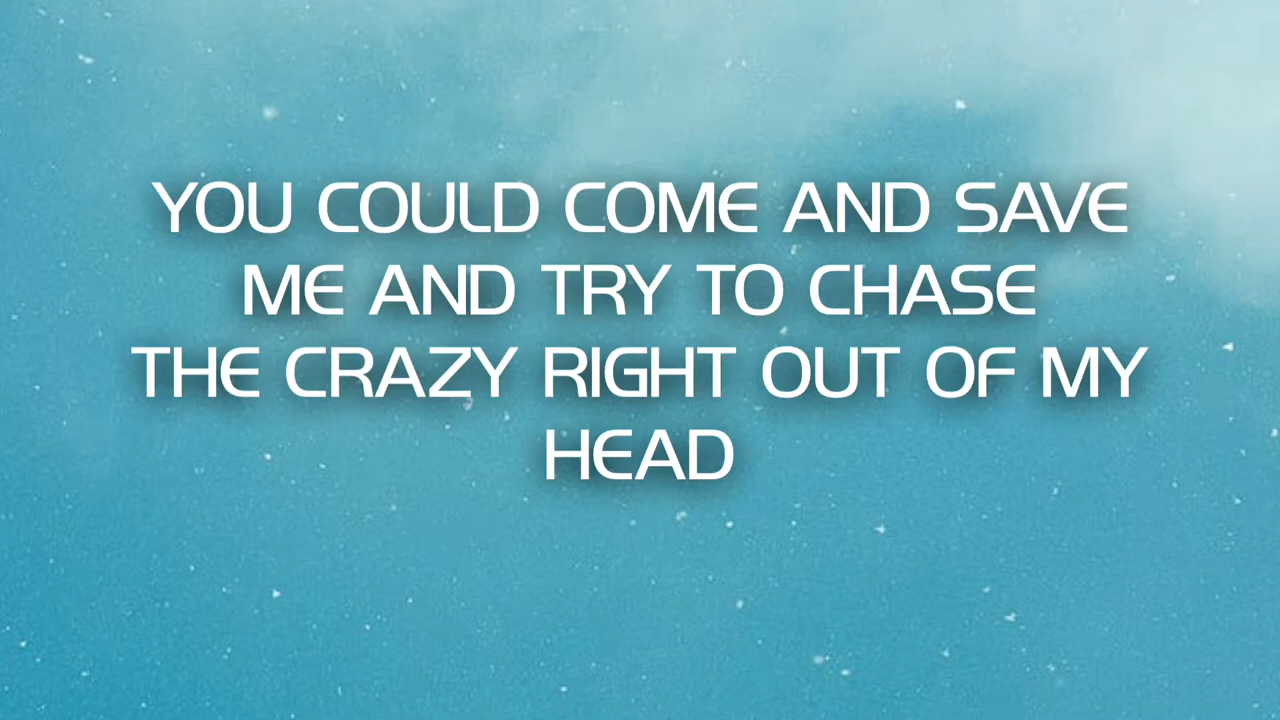 YOU COULD COME AND SAVE
ME AND TRY TO CHASE
THE CRAZY RIGHT OUT OF MY
HEAD